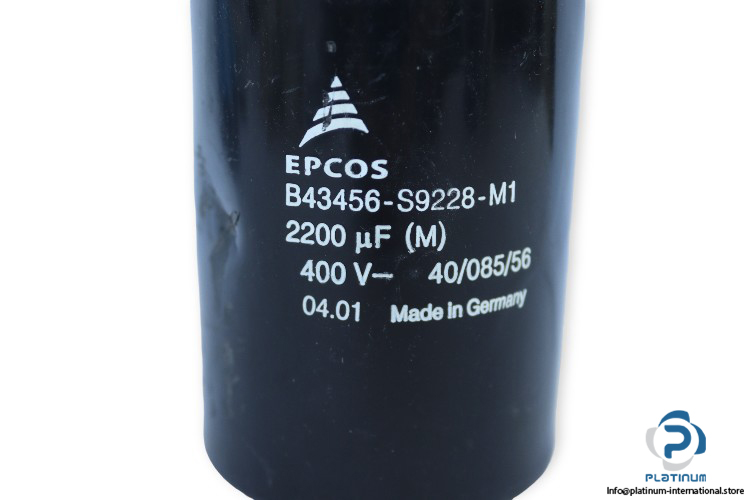 EPCOS
B43456-S9228-M1
2200 µF (M)
400 V– 40/085/56
04.01 Made in Germany
PLATINUM
Info@platinum-international.store